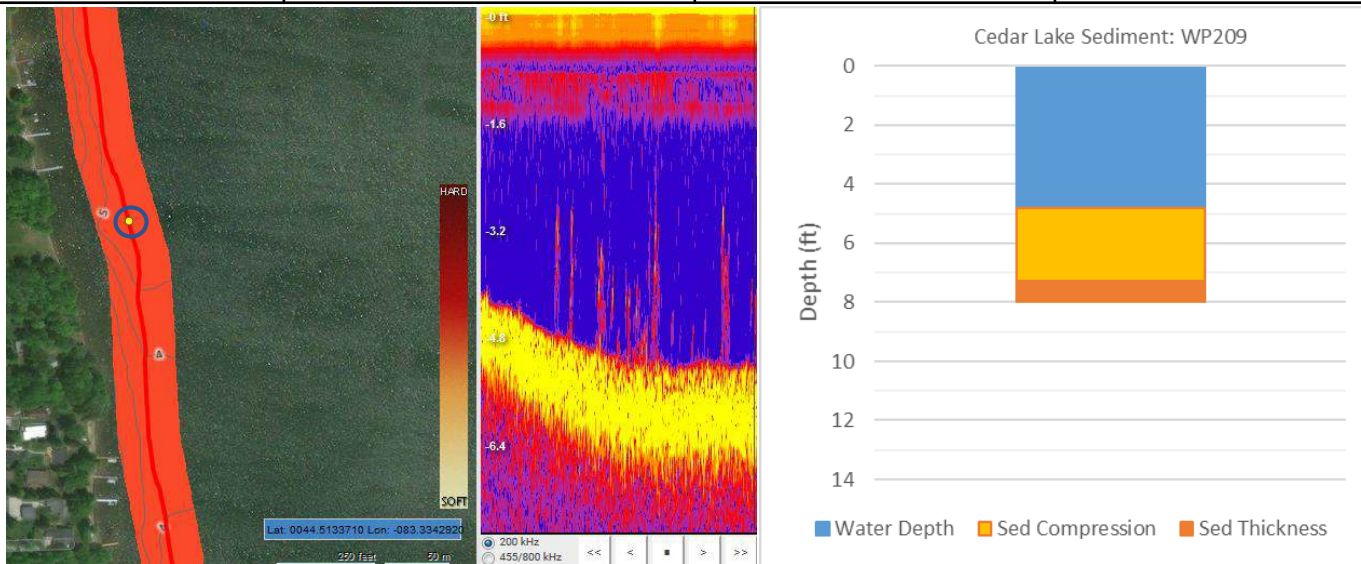 5
4
HARD
SOFT
Lat: 0044.5133710 Lon: -083.3342920
250 feet 50 m
-0 ft
-1.6
-3.2
-4.8
-6.4
200 kHz
455/800 kHz
<< < ■ > >>
Cedar Lake Sediment: WP209
Depth (ft)
0
2
4
6
8
10
12
14
Water Depth Sed Compression Sed Thickness